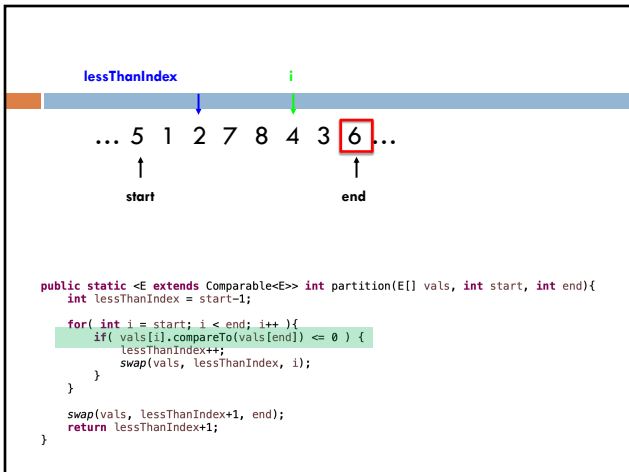 lessThanIndex i
... 5 1 2 7 8 4 3 6 ...
start end
public static <E extends Comparable<E>> int partition(E[] vals, int start, int end){
int lessThanIndex = start-1;
for( int i = start; i < end; i++ ){
if( vals[i].compareTo(vals[end]) <= 0 ) {
lessThanIndex++;
swap(vals, lessThanIndex, i);
}
}
swap(vals, lessThanIndex+1, end);
return lessThanIndex+1;
}